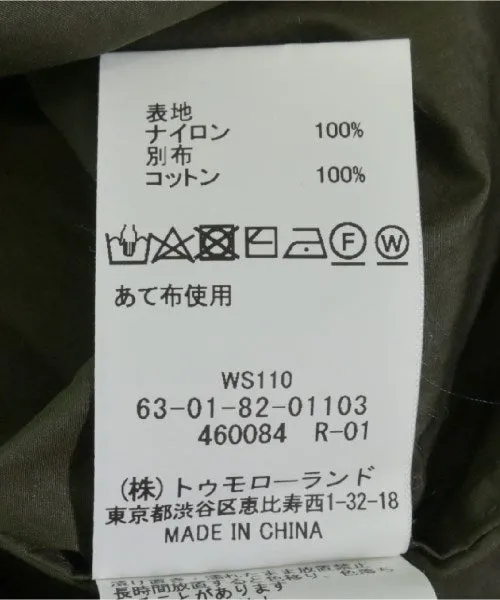 表地
ナイロン 100%
別布
コットン 100%
F W
あて布使用
WS110
63-01-82-01103
460084 R-01
(株)トゥモローランド
東京都渋谷区恵比寿西1-32-18
MADE IN CHINA